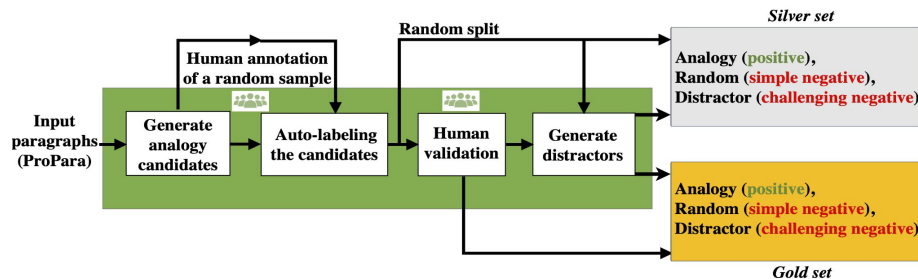 Silver set
Random split
Human annotation
of a random sample
Analogy (positive),
Random (simple negative),
Distractor (challenging negative)
Input
paragraphs
(ProPara)
Generate
analogy
candidates
Auto-labeling
the candidates
Human
validation
Generate
distractors
Analogy (positive),
Random (simple negative),
Distractor (challenging negative)
Gold set